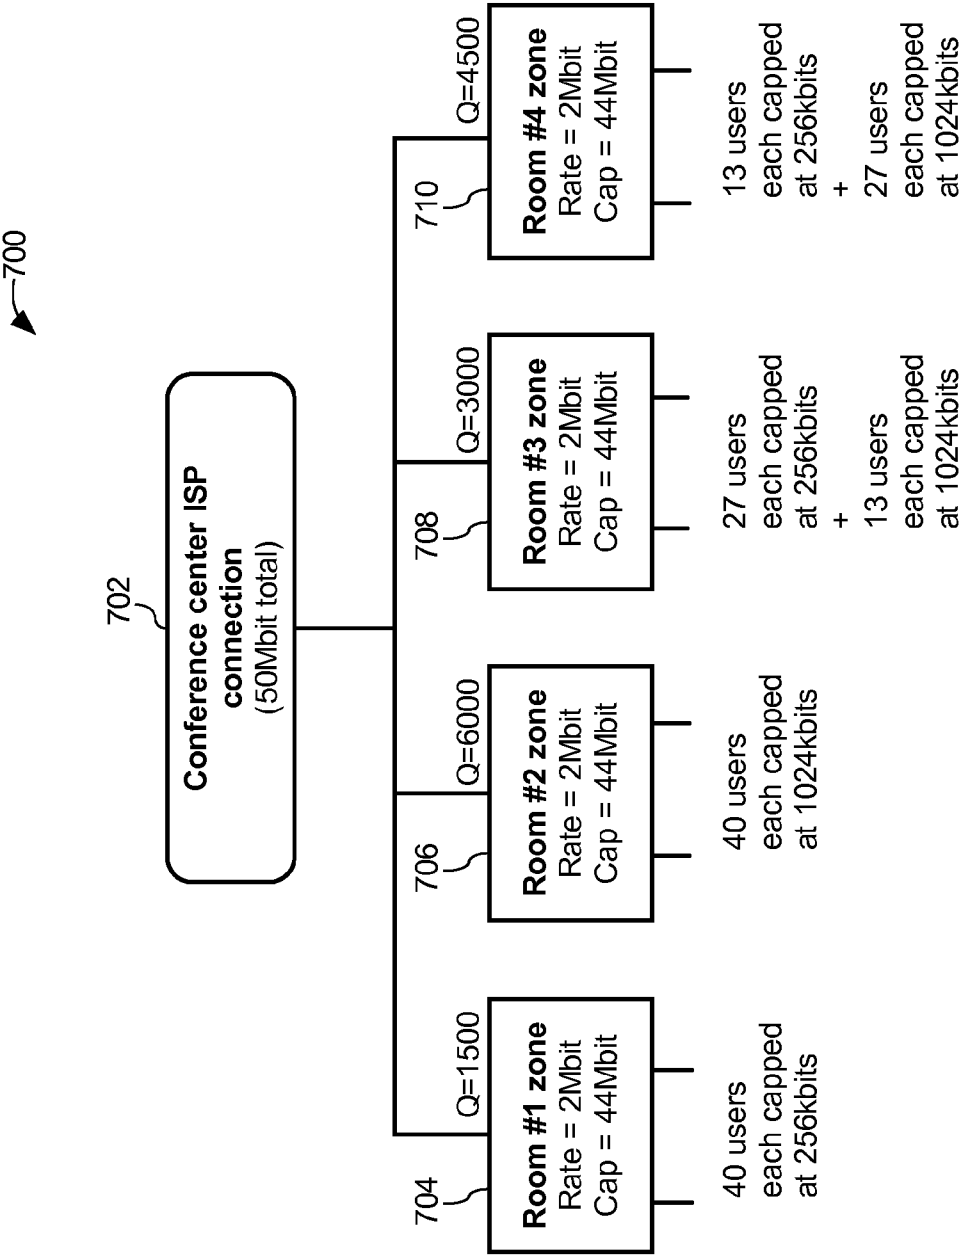 700
702
Conference center ISP
connection
(50Mbit total)
704
Q=1500
Room #1 zone
Rate = 2Mbit
Cap = 44Mbit
40 users
each capped
at 256kbits
706
Q=6000
Room #2 zone
Rate = 2Mbit
Cap = 44Mbit
40 users
each capped
at 1024kbits
708
Q=3000
Room #3 zone
Rate = 2Mbit
Cap = 44Mbit
27 users
each capped
at 256kbits
+
13 users
each capped
at 1024kbits
710
Q=4500
Room #4 zone
Rate = 2Mbit
Cap = 44Mbit
13 users
each capped
at 256kbits
+
27 users
each capped
at 1024kbits